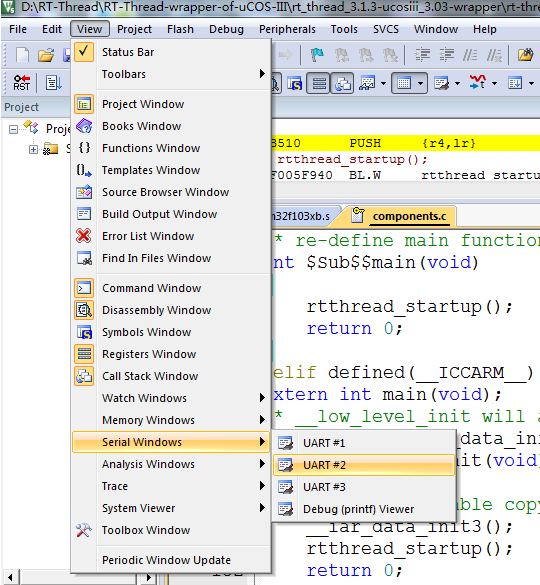 D:\RT-Thread\RT-Thread-wrapper-of-uCOS-III\rt_thread_3.1.3-ucosiii_3.03-wrapper\rt-thre
File Edit View Project Flash Debug Peripherals Tools SVCS Window Help
RST
Project
Proje
S
Status Bar
Toolbars
Project Window
Books Window
Functions Window
Templates Window
Source Browser Window
Build Output Window
Error List Window
Find In Files Window
Command Window
Disassembly Window
Symbols Window
Registers Window
Call Stack Window
Watch Windows
Memory Windows
Serial Windows
Analysis Windows
Trace
System Viewer
Toolbox Window
Periodic Window Update
UART #1
UART #2
UART #3
Debug (printf) Viewer
B510 PUSH {r4,lr}
rtthread_startup();
F005F940 BL.W rtthread_startu
m32f103xb.s components.c
* re-define main function
nt $Sub$$main(void)
rtthread_startup();
return 0;
elif defined(__ICCARM__)
xtern int main(void);
* __low_level_init will a
_data_in
it(void)
able copy
__iar_data_init3();
rtthread_startup();
return 0;